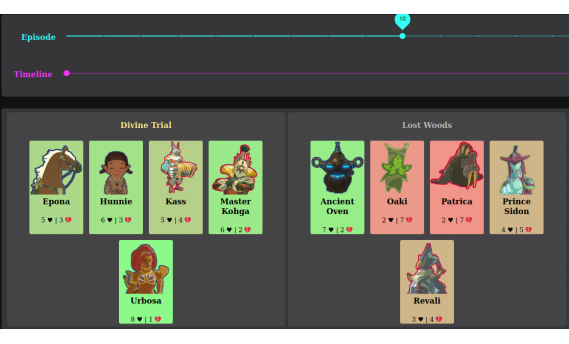 10
Episode
Timeline
Divine Trial
Epona
5 ♥ | 3 💔
Hunnie
6 ♥ | 3 💔
Kass
5 ♥ | 4 💔
Master
Kohga
6 ♥ | 2 💔
Urbosa
8 ♥ | 1 💔
Lost Woods
Ancient
Oven
7 ♥ | 2 💔
Oaki
2 ♥ | 7 💔
Patrica
2 ♥ | 7 💔
Prince
Sidon
4 ♥ | 5 💔
Revali
3 ♥ | 4 💔